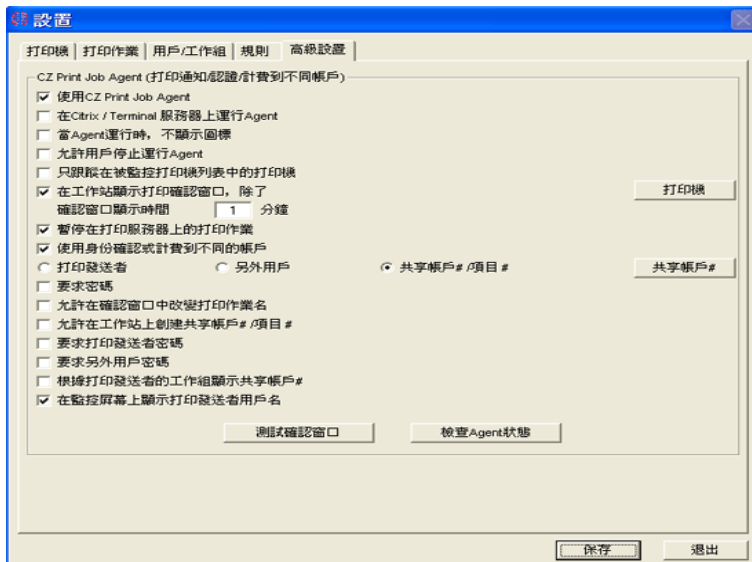 設置
打印機 打印作業 用戶/工作組 規則 高級設置
CZ Print Job Agent (打印通知/認證/計費到不同帳戶)
使用CZ Print Job Agent
在Citrix / Terminal 服務器上運行Agent
當Agent運行時，不顯示圖標
允許用戶停止運行Agent
只跟蹤在被監控打印機列表中的打印機
在工作站顯示打印確認窗口，除了 打印機
確認窗口顯示時間 1 分鐘
暫停在打印服務器上的打印作業
使用身份確認或計費到不同的帳戶
打印發送者 另外用戶 共享帳戶# /項目 # 共享帳戶#
要求密碼
允許在確認窗口中改變打印作業名
允許在工作站上創建共享帳戶# /項目 #
要求打印發送者密碼
要求另外用戶密碼
根據打印發送者的工作組顯示共享帳戶#
在監控屏幕上顯示打印發送者用戶名
測試確認窗口 檢查Agent狀態
保存 退出